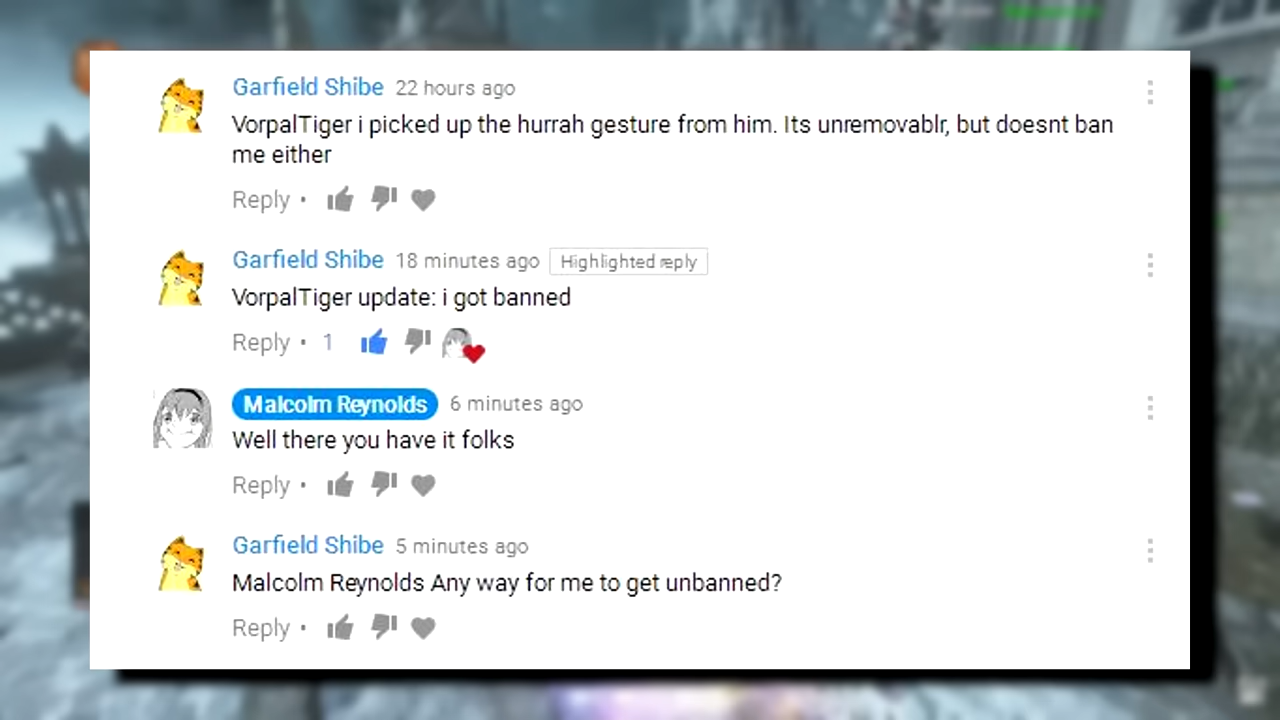 Garfield Shibe 22 hours ago
VorpalTiger i picked up the hurrah gesture from him. Its unremovablr, but doesnt ban
me either
Reply •
Garfield Shibe 18 minutes ago Highlighted reply
VorpalTiger update: i got banned
Reply • 1
Malcolm Reynolds 6 minutes ago
Well there you have it folks
Reply •
Garfield Shibe 5 minutes ago
Malcolm Reynolds Any way for me to get unbanned?
Reply •